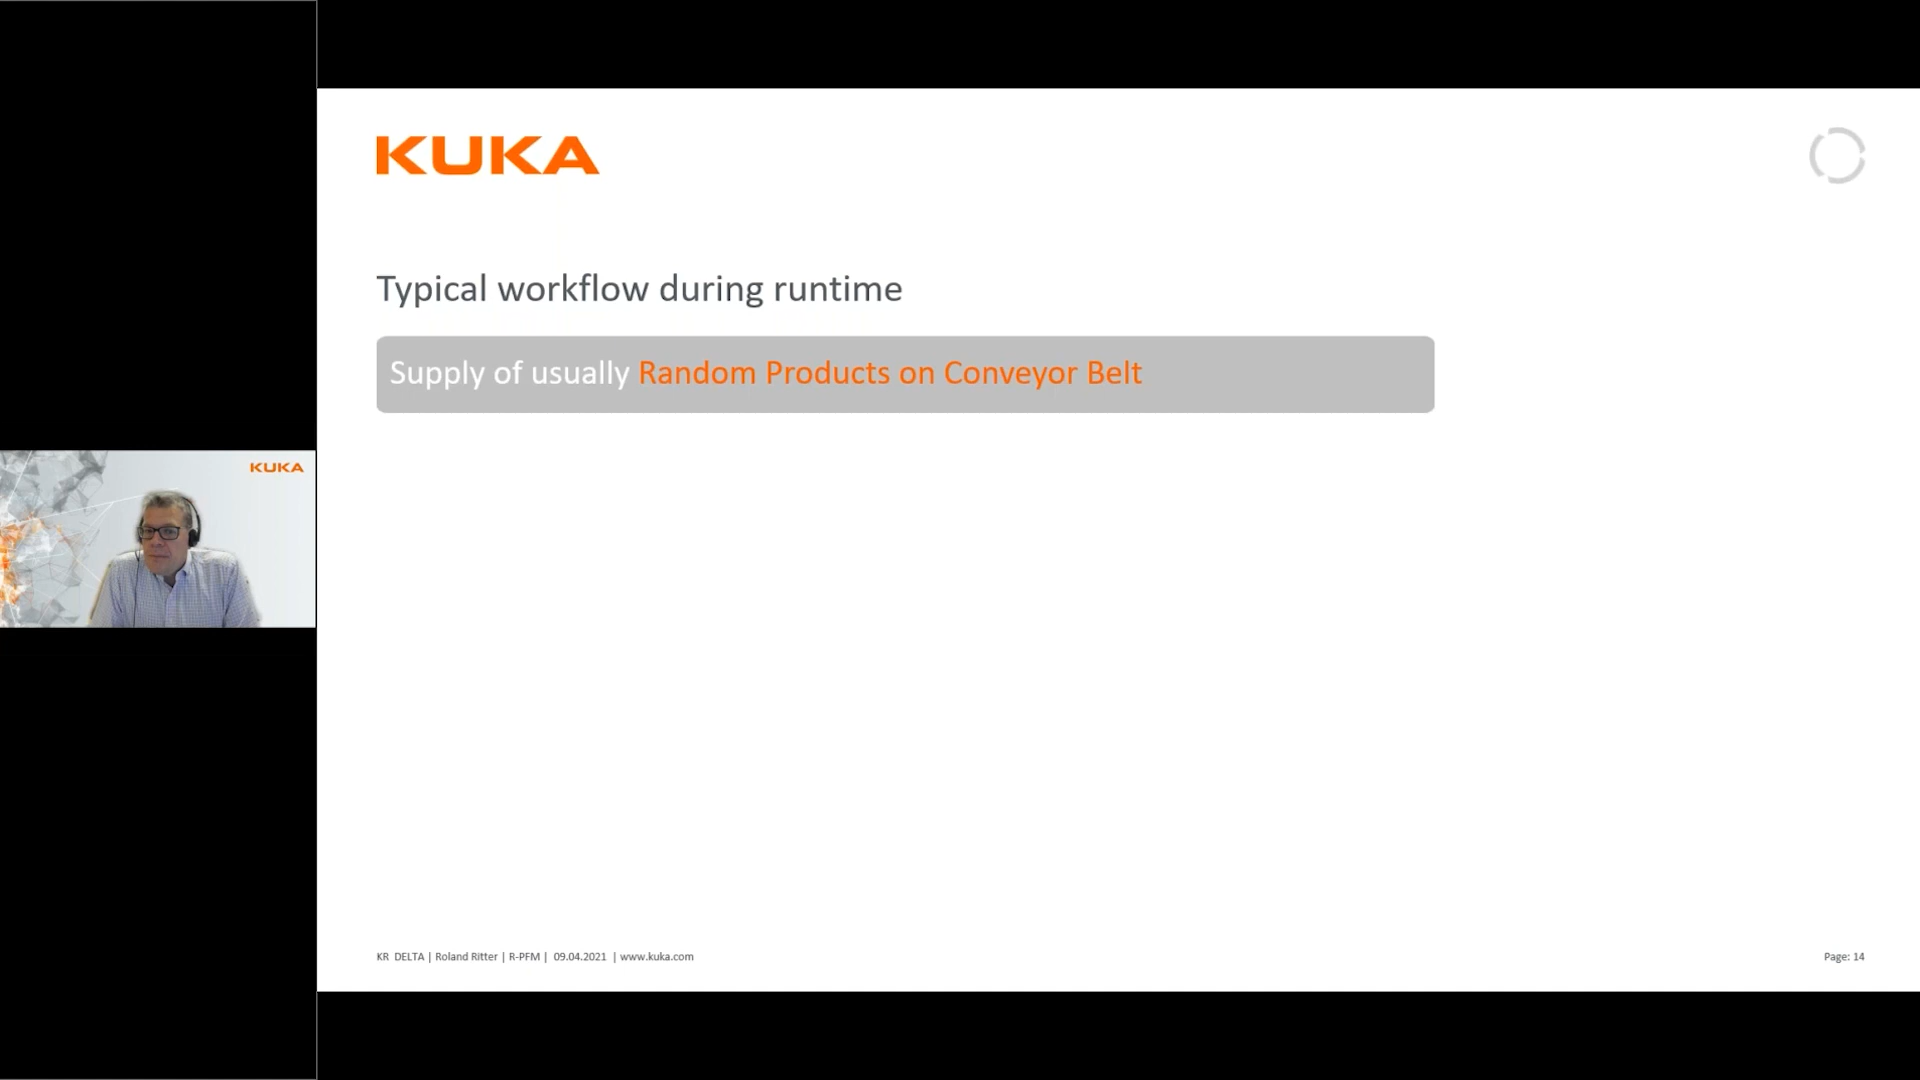 KUKA
Typical workflow during runtime
Supply of usually Random Products on Conveyor Belt
KUKA
KR DELTA | Roland Ritter | R-PFM | 09.04.2021 | www.kuka.com
Page: 14